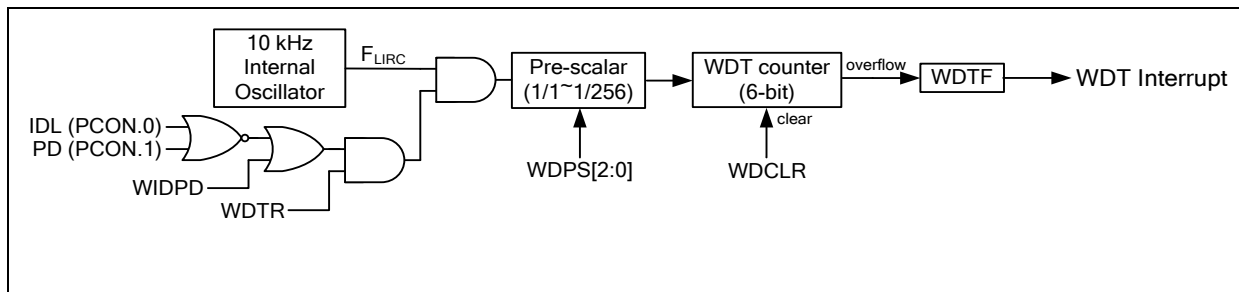 10 kHz
Internal
Oscillator
FLIRC
Pre-scalar
(1/1~1/256)
WDT counter
(6-bit)
overflow
WDTF
WDT Interrupt
clear
IDL (PCON.0)
PD (PCON.1)
WIDPD
WDTR
WDPS[2:0]
WDCLR